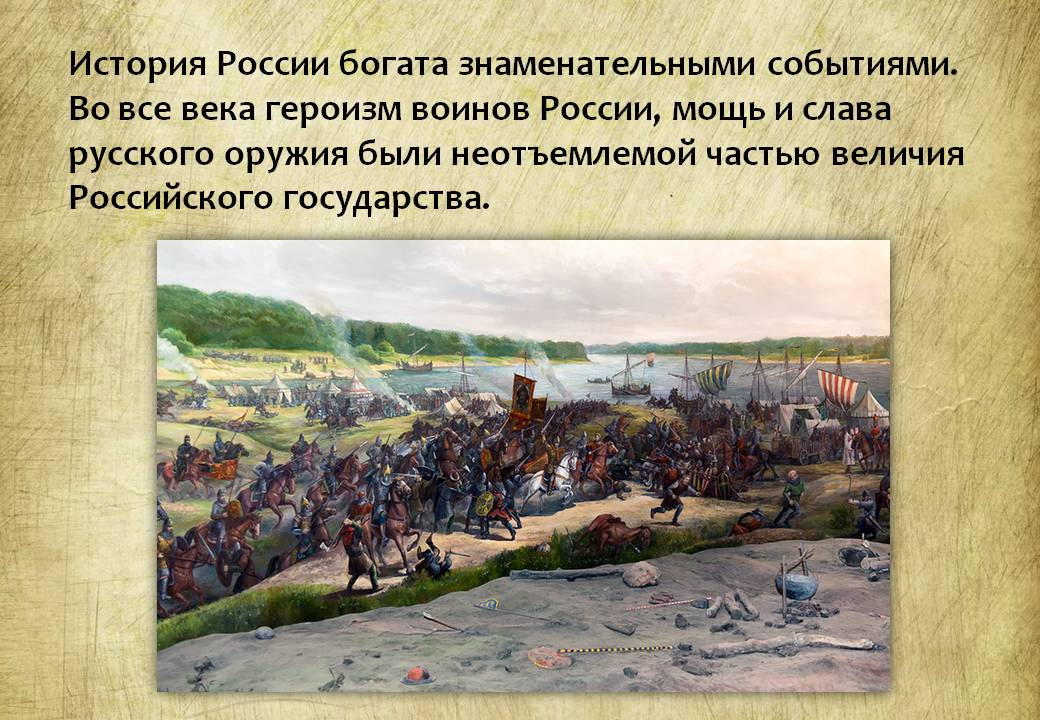 История России богата знаменательными событиями.
Во все века героизм воинов России, мощь и слава
русского оружия были неотъемлемой частью величия
Российского государства.